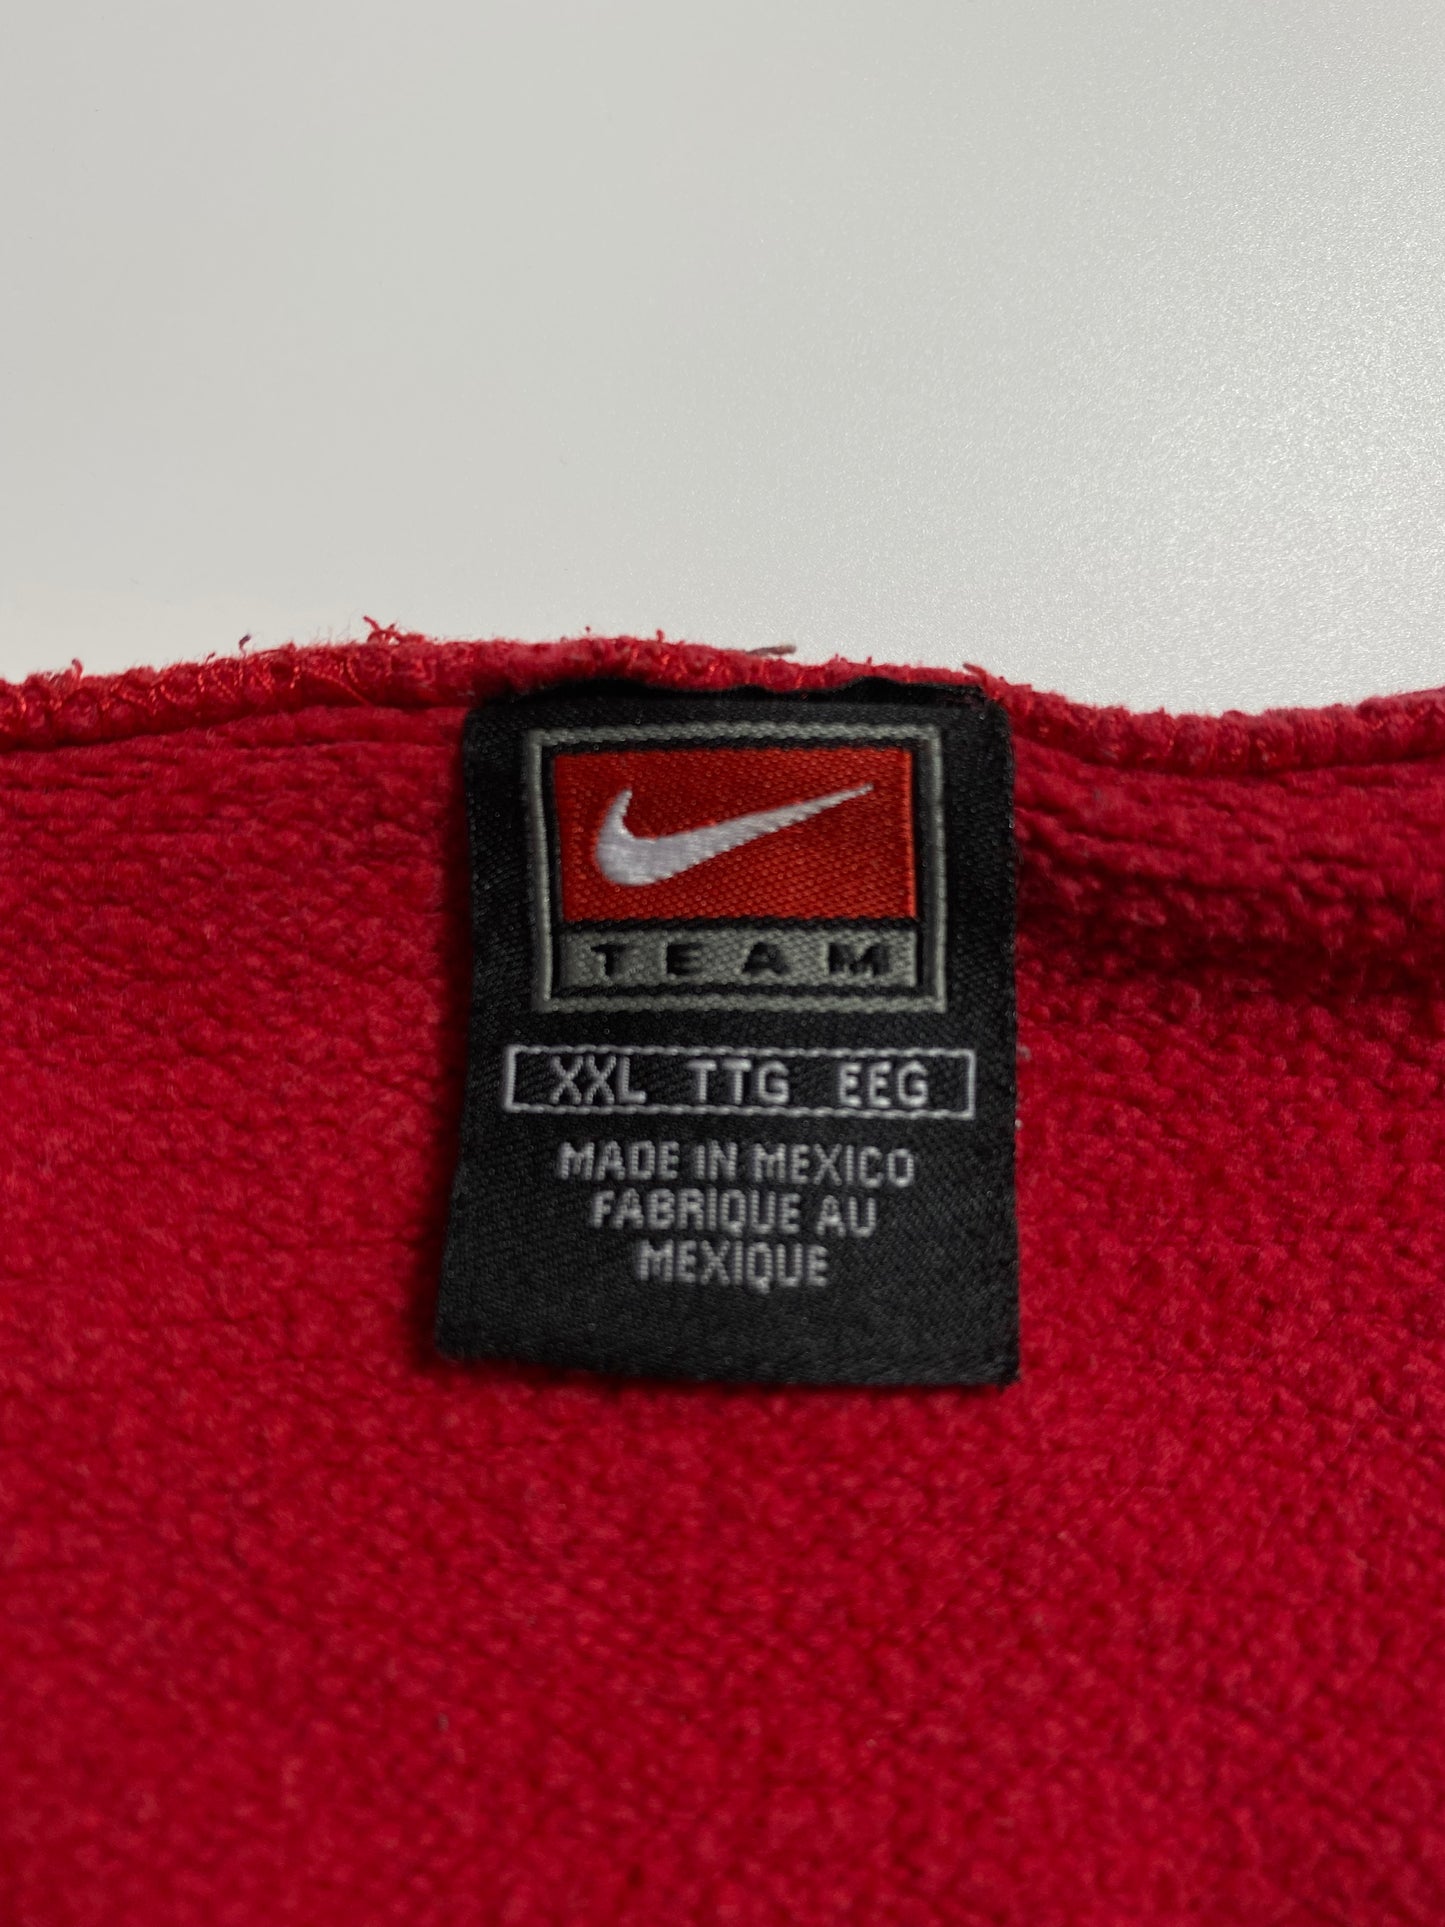 TEAM
XXL TTG EEG
MADE IN MEXICO
FABRIQUE AU
MEXIQUE